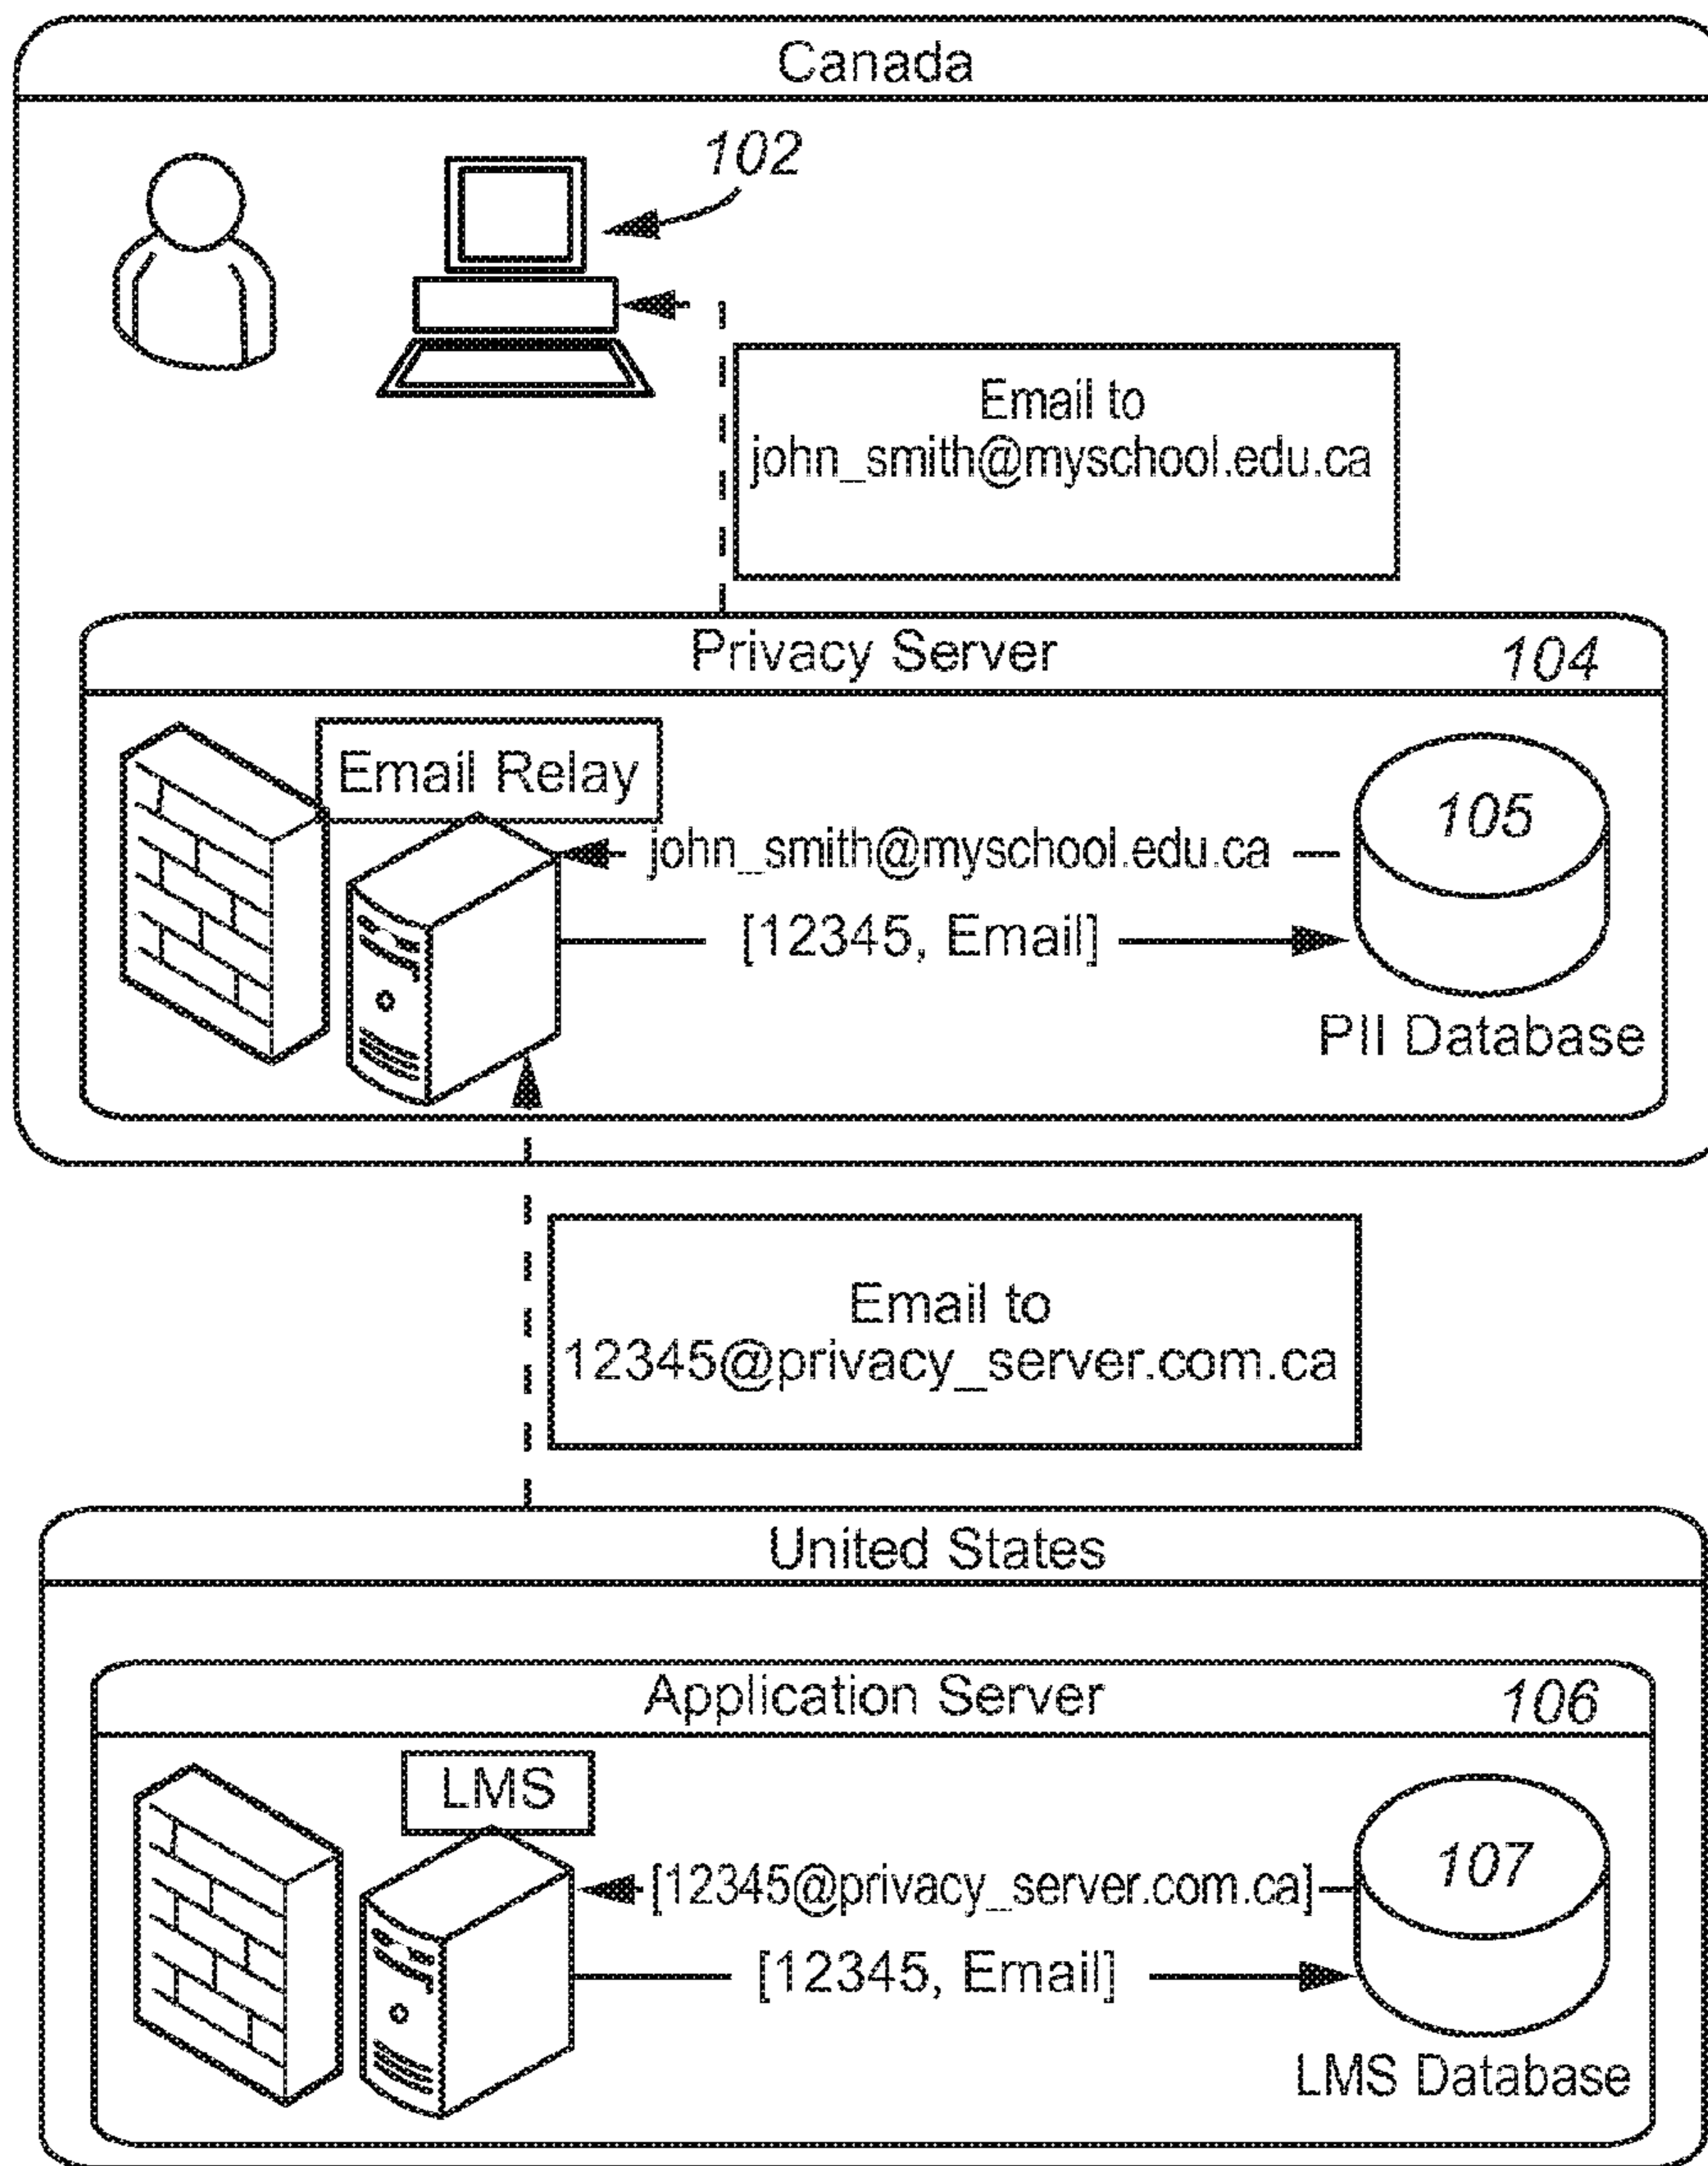 Canada
102
Email to
john_smith@myschool.edu.ca
Privacy Server
104
Email Relay
105
john_smith@myschool.edu.ca
[12345, Email]
PII Database
Email to
12345@privacy_server.com.ca
United States
Application Server
106
LMS
107
[12345@privacy_server.com.ca]
[12345, Email]
LMS Database